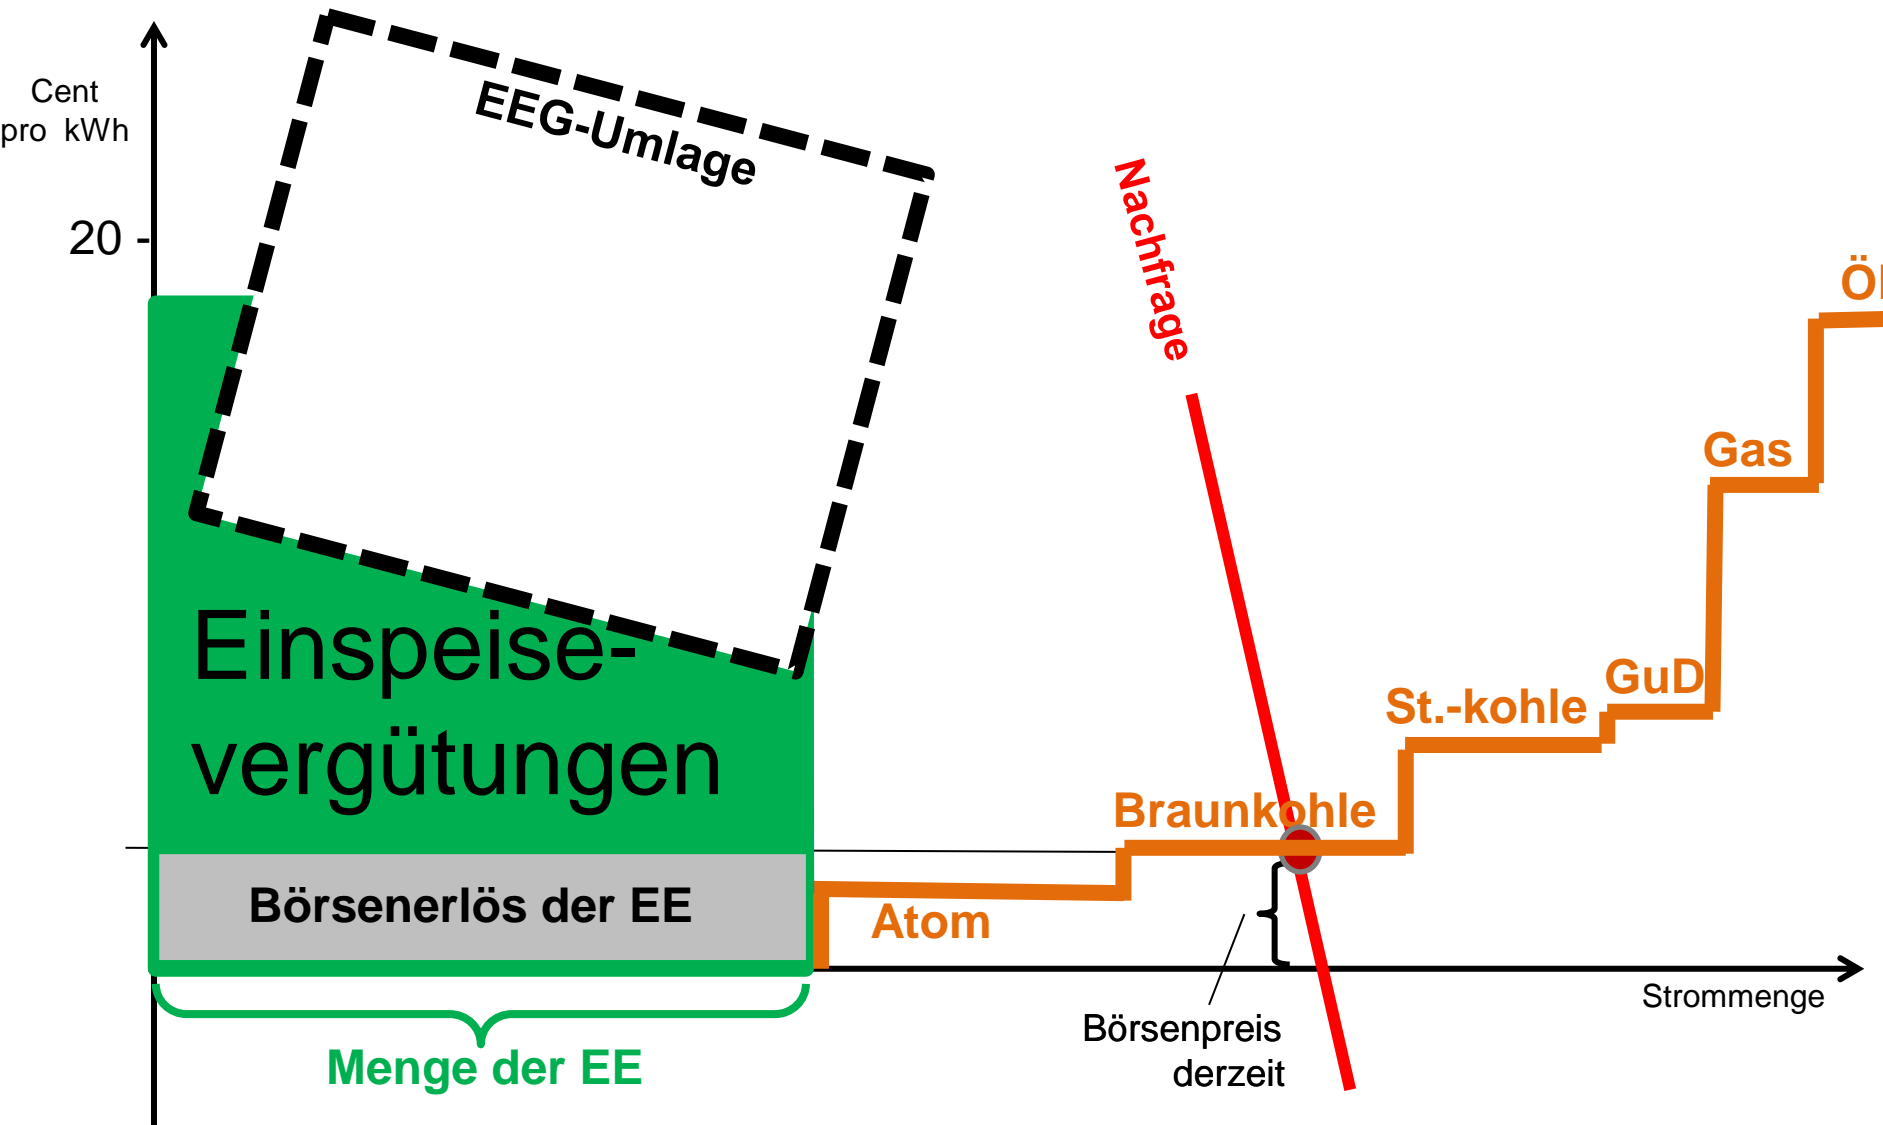 Cent
pro kWh
EEG-Umlage
20 -
Nachfrage
Öl
Gas
GuD
St.-kohle
Einspeise-
vergütungen
Braunkohle
Börsenerlös der EE
Atom
Strommenge
Börsenpreis
derzeit
Menge der EE